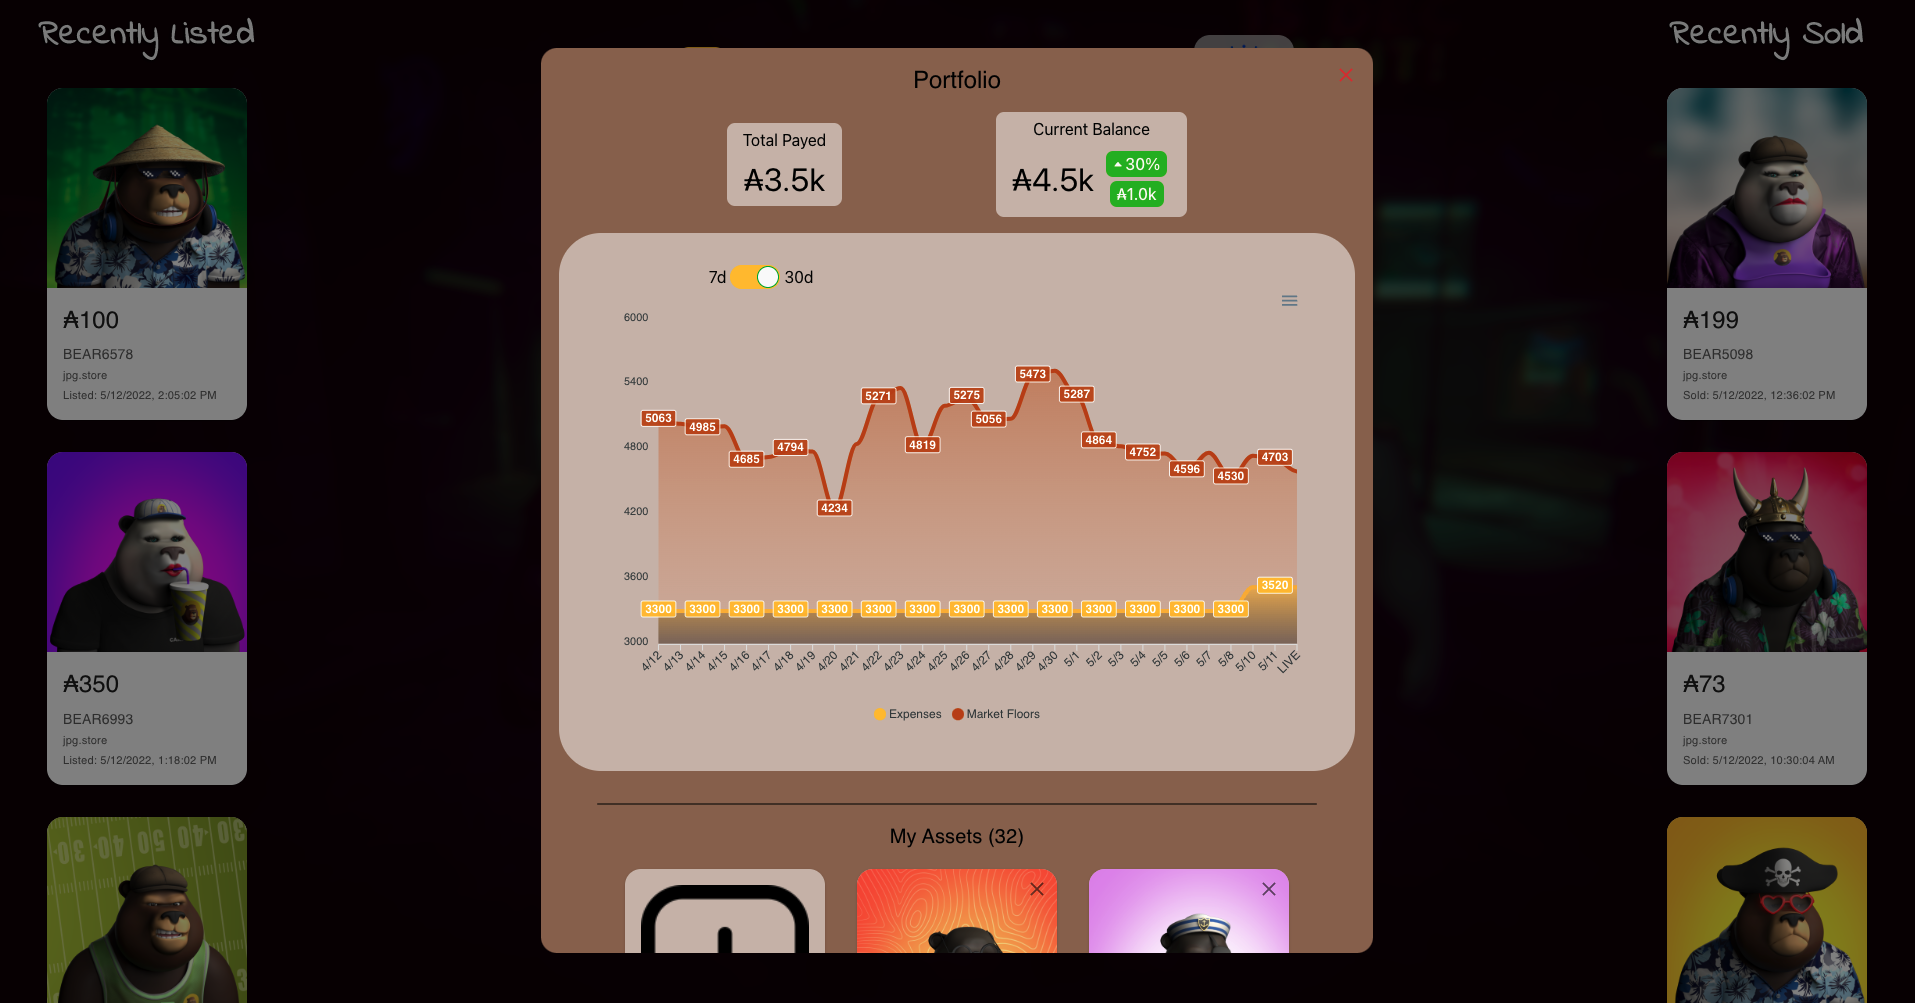 Recently Listed
₳100
BEAR6578
jpg.store
Listed: 5/12/2022, 2:05:02 PM
₳350
BEAR6993
jpg.store
Listed: 5/12/2022, 1:18:02 PM
30 40 50 40 30
Portfolio
Total Payed
₳3.5k
Current Balance
₳4.5k
30%
₳1.0k
7d 30d
6000
5400
4800
4200
3600
3000
5063
4985
4685
4794
4234
5271
4819
5275
5056
5473
5287
4864
4752
4596
4530
4703
3300 3300 3300 3300 3300 3300 3300 3300 3300 3300 3300 3300 3300 3300 3520
4/12 4/13 4/14 4/15 4/16 4/17 4/18 4/19 4/20 4/21 4/22 4/23 4/24 4/25 4/26 4/27 4/28 4/29 4/30 5/1 5/2 5/3 5/4 5/5 5/6 5/7 5/8 5/10 5/11 LIVE
Expenses Market Floors
My Assets (32)
Recently Sold
₳199
BEAR5098
jpg.store
Sold: 5/12/2022, 12:36:02 PM
₳73
BEAR7301
jpg.store
Sold: 5/12/2022, 10:30:04 AM